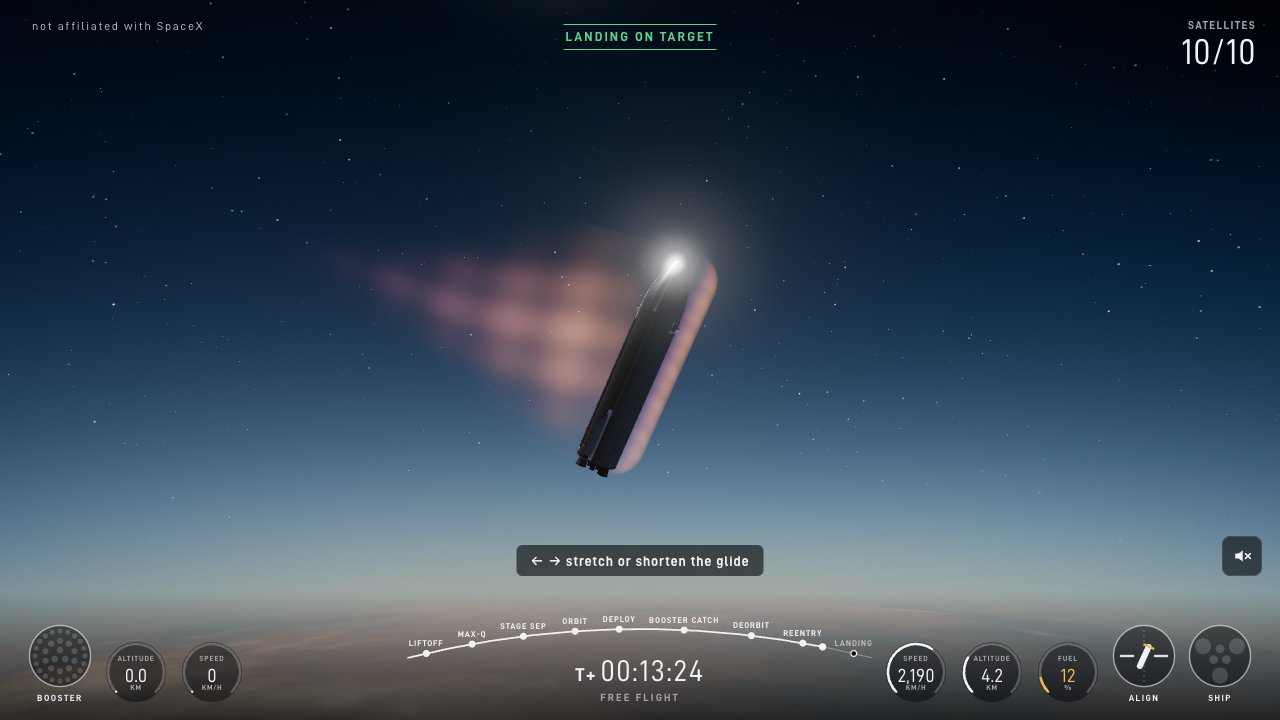 not affiliated with SpaceX
LANDING ON TARGET
SATELLITES
10/10
← → stretch or shorten the glide
LIFTOFF
MAX-Q
STAGE SEP
ORBIT
DEPLOY
BOOSTER CATCH
DEORBIT
REENTRY
LANDING
T+ 00:13:24
FREE FLIGHT
BOOSTER
ALTITUDE
0.0
KM
SPEED
0
KM/H
SPEED
2,190
KM/H
ALTITUDE
4.2
KM
FUEL
12
%
ALIGN
SHIP